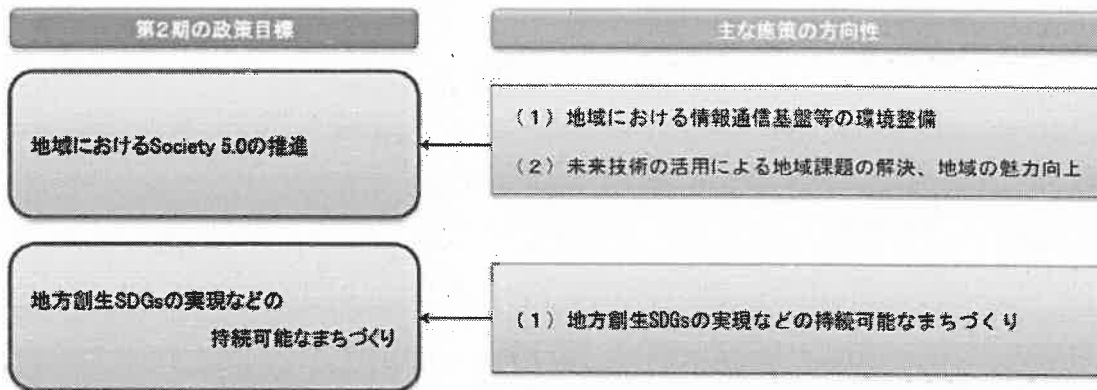 第2期の政策目標
主な施策の方向性
地域におけるSociety 5.0の推進
(1)地域における情報通信基盤等の環境整備
(2)未来技術の活用による地域課題の解決、地域の魅力向上
地方創生SDGsの実現などの
持続可能なまちづくり
(1)地方創生SDGsの実現などの持続可能なまちづくり